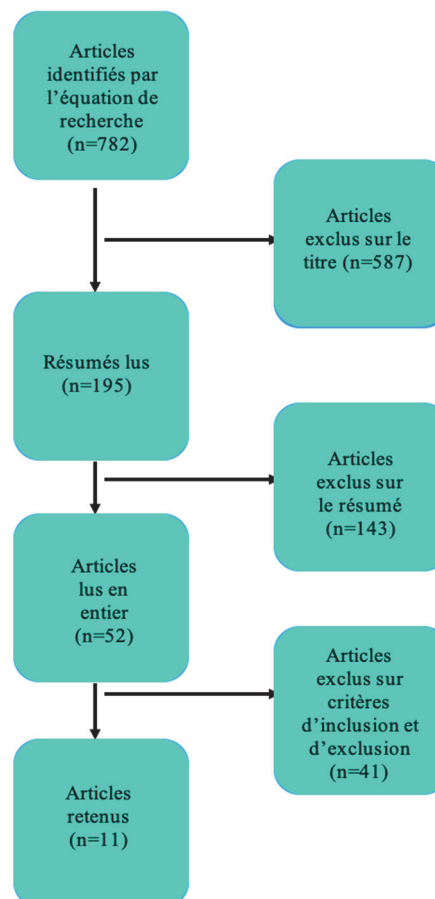 Articles
identifiés par
l’équation de
recherche
(n=782)
Articles
exclus sur le
titre (n=587)
Résumés lus
(n=195)
Articles
exclus sur
le résumé
(n=143)
Articles
lus en
entier
(n=52)
Articles
exclus sur
critères
d’inclusion et
d’exclusion
(n=41)
Articles
retenus
(n=11)